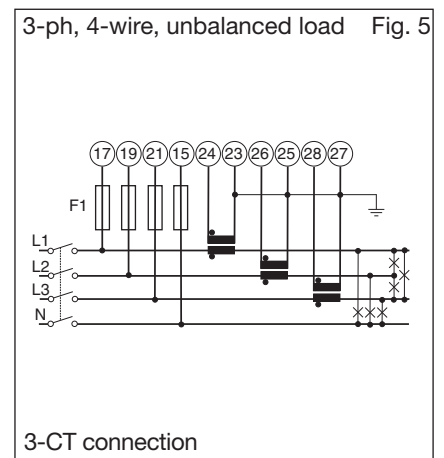 3-ph, 4-wire, unbalanced load Fig. 5
17 19 21 15 24 23 26 25 28 27
F1
L1
L2
L3
N
3-CT connection